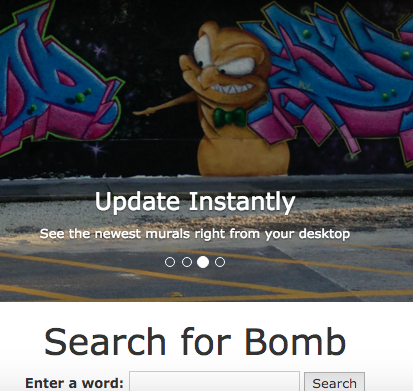 Update Instantly
See the newest murals right from your desktop
Search for Bomb
Enter a word: Search